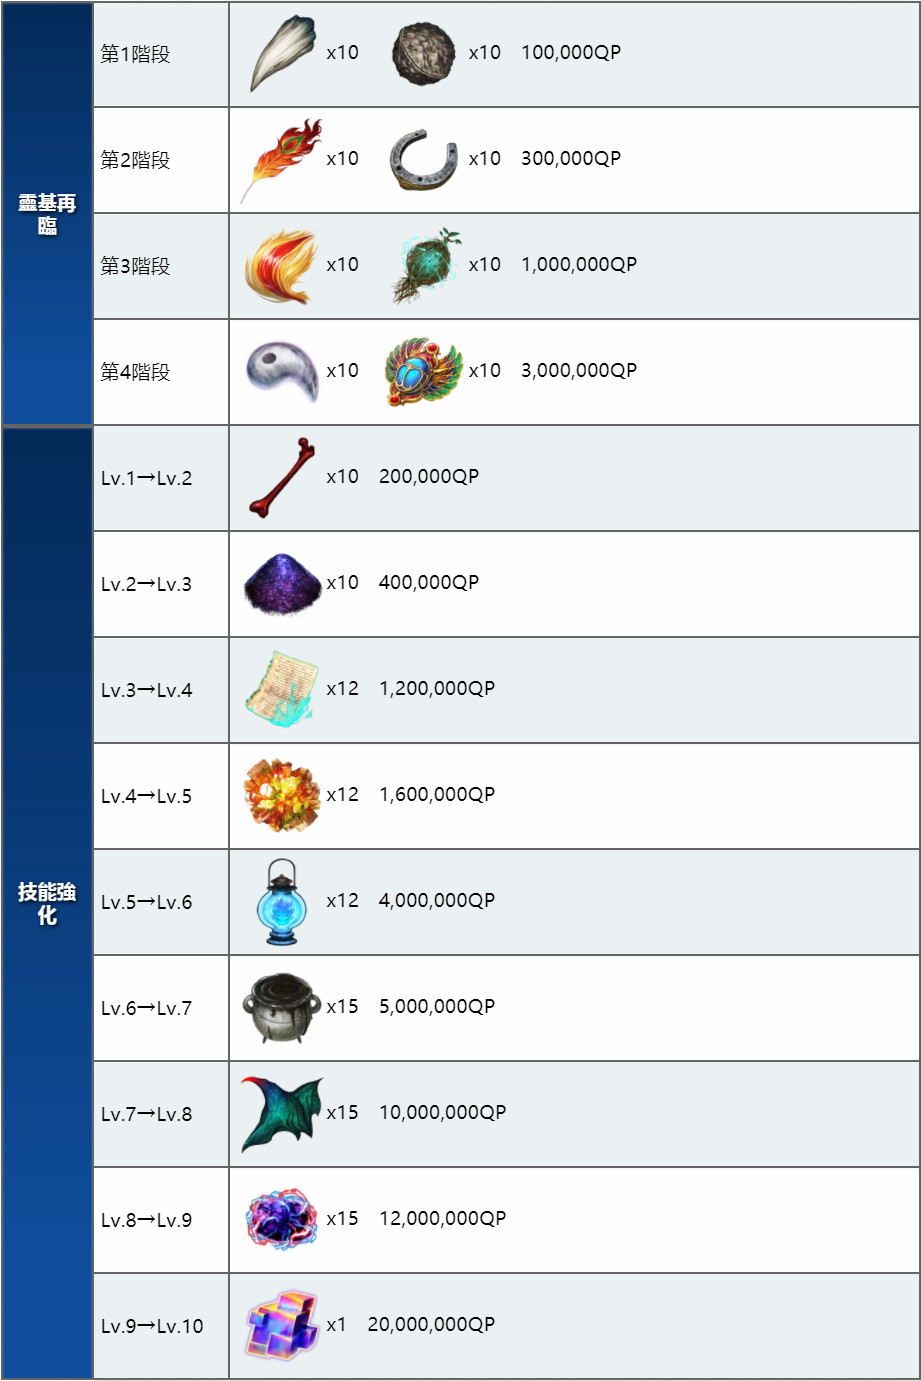 靈基再
臨
第1階段 x10 x10 100,000QP
第2階段 x10 x10 300,000QP
第3階段 x10 x10 1,000,000QP
第4階段 x10 x10 3,000,000QP
技能強
化
Lv.1→Lv.2 x10 200,000QP
Lv.2→Lv.3 x10 400,000QP
Lv.3→Lv.4 x12 1,200,000QP
Lv.4→Lv.5 x12 1,600,000QP
Lv.5→Lv.6 x12 4,000,000QP
Lv.6→Lv.7 x15 5,000,000QP
Lv.7→Lv.8 x15 10,000,000QP
Lv.8→Lv.9 x15 12,000,000QP
Lv.9→Lv.10 x1 20,000,000QP